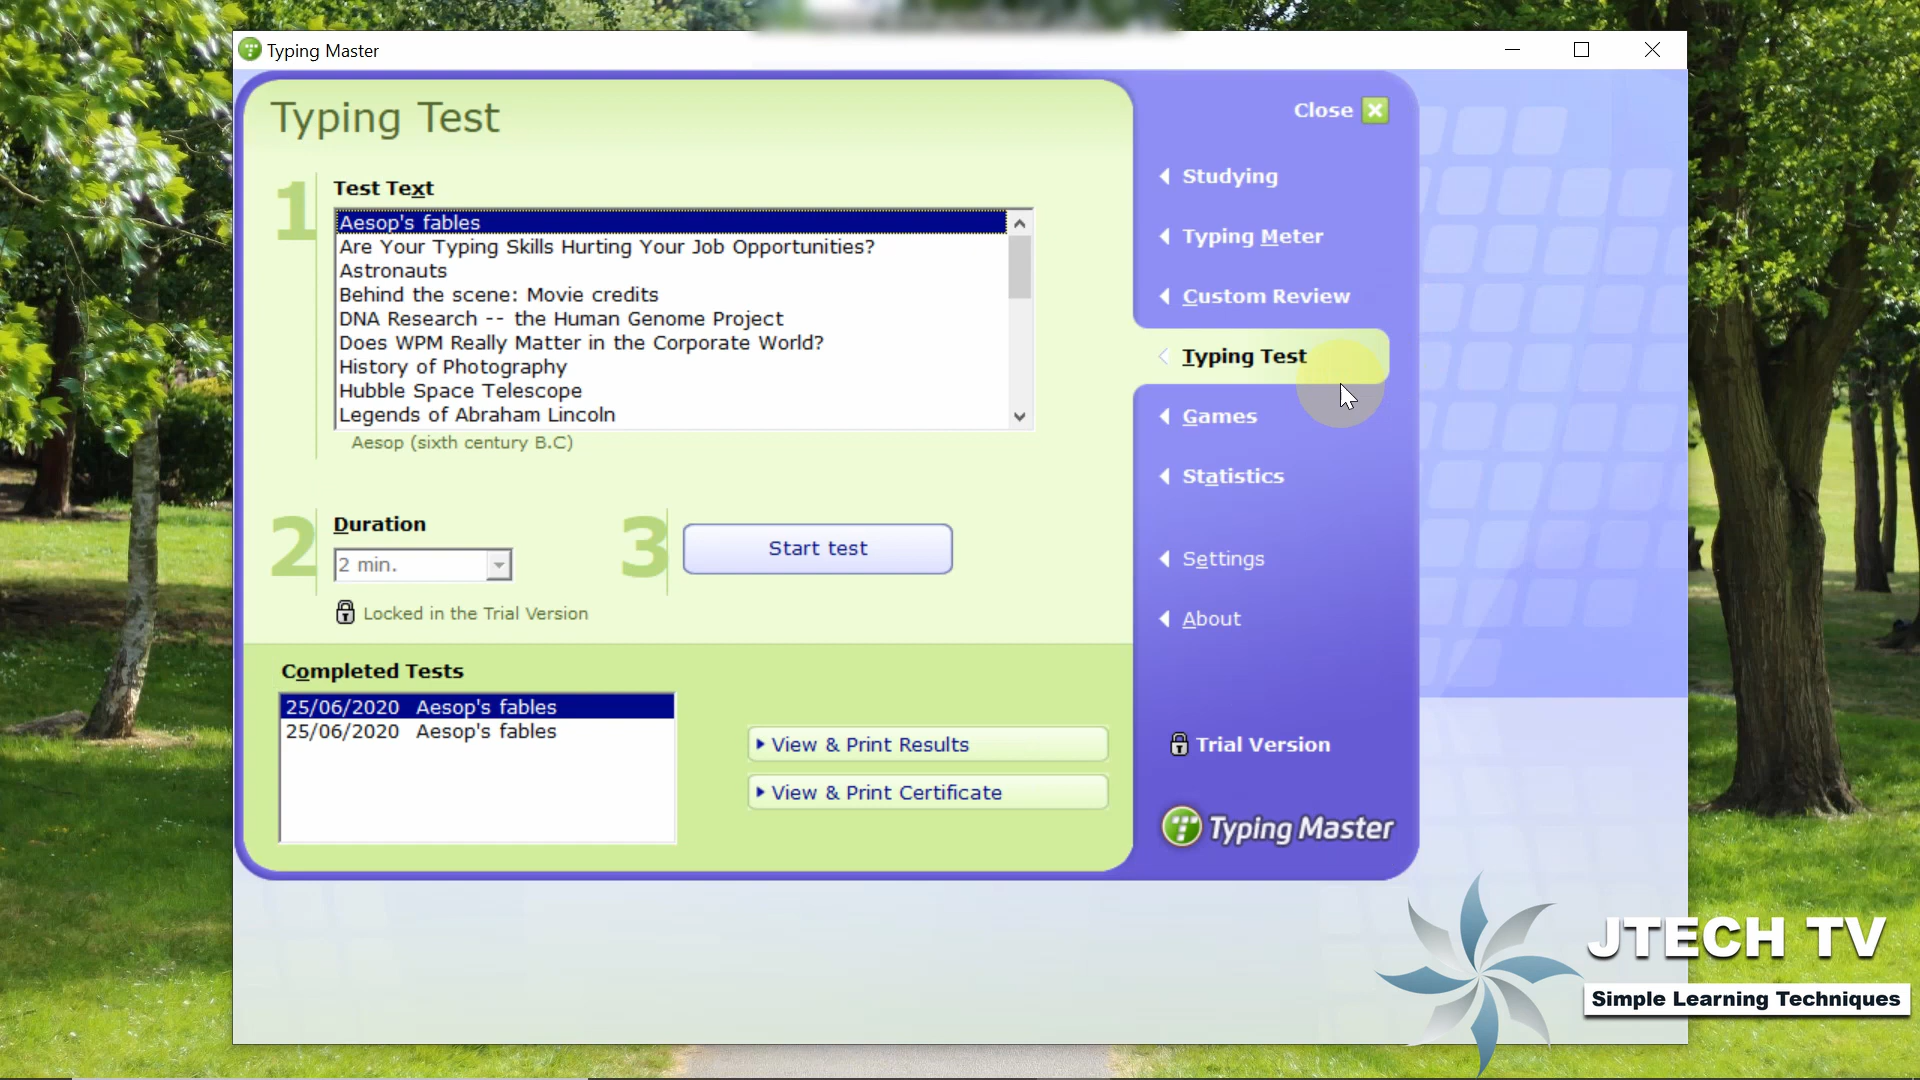 Typing Master
Typing Test
Close
1
Test Text
Aesop's fables
Are Your Typing Skills Hurting Your Job Opportunities?
Astronauts
Behind the scene: Movie credits
DNA Research -- the Human Genome Project
Does WPM Really Matter in the Corporate World?
History of Photography
Hubble Space Telescope
Legends of Abraham Lincoln
Aesop (sixth century B.C)
2
Duration
2 min.
Locked in the Trial Version
3
Start test
Completed Tests
25/06/2020 Aesop's fables
25/06/2020 Aesop's fables
View & Print Results
View & Print Certificate
Studying
Typing Meter
Custom Review
Typing Test
Games
Statistics
Settings
About
Trial Version
Typing Master
JTECH TV
Simple Learning Techniques